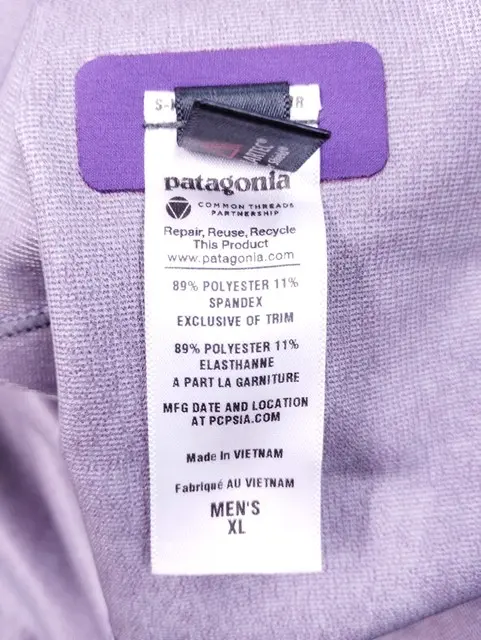 patagonia
COMMON THREADS
PARTNERSHIP
Repair, Reuse, Recycle
This Product
www.patagonia.com
89% POLYESTER 11%
SPANDEX
EXCLUSIVE OF TRIM
89% POLYESTER 11%
ELASTHANNE
A PART LA GARNITURE
MFG DATE AND LOCATION
AT PCPSIA.COM
Made In VIETNAM
Fabriqué AU VIETNAM
MEN'S
XL